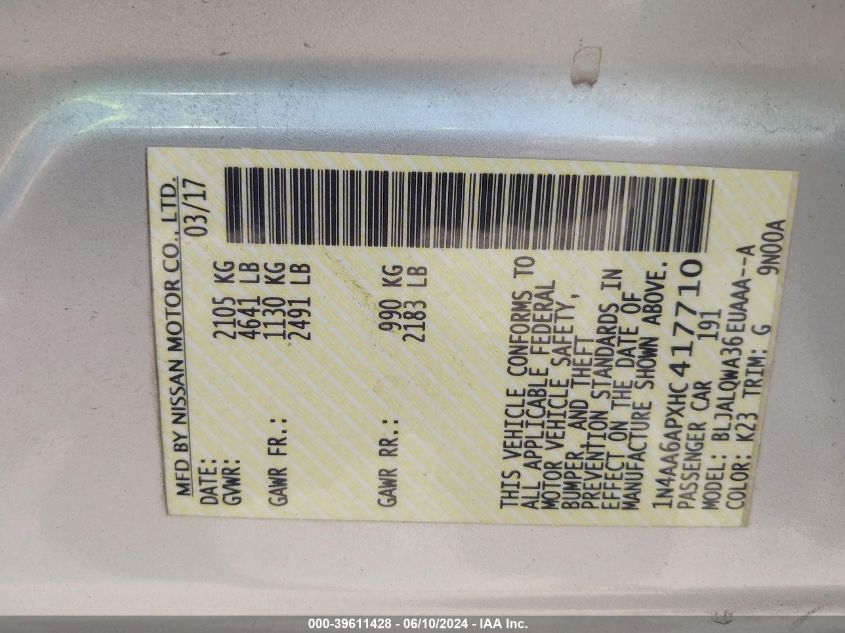 MFD BY NISSAN MOTOR CO., LTD.
DATE: 03/17
GVWR: 2105 KG
4641 LB
GAWR FR.: 1130 KG
2491 LB
GAWR RR.: 990 KG
2183 LB
THIS VEHICLE CONFORMS TO
ALL APPLICABLE FEDERAL
MOTOR VEHICLE SAFETY,
BUMPER, AND THEFT
PREVENTION STANDARDS IN
EFFECT ON THE DATE OF
MANUFACTURE SHOWN ABOVE.
1N4AA6APXHC417710
PASSENGER CAR 191
MODEL: BLJALQWA36EUAAA--A
COLOR: K23 TRIM: G 9N00A
000-39611428 - 06/10/2024 - IAA Inc.